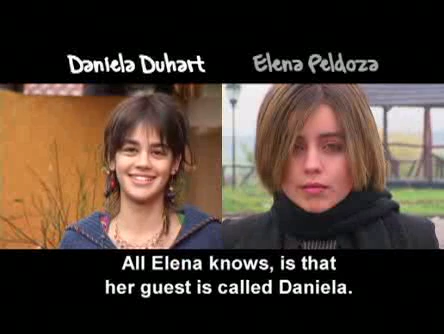 Daniela Duhart
Elena Peldoza
All Elena knows, is that
her guest is called Daniela.